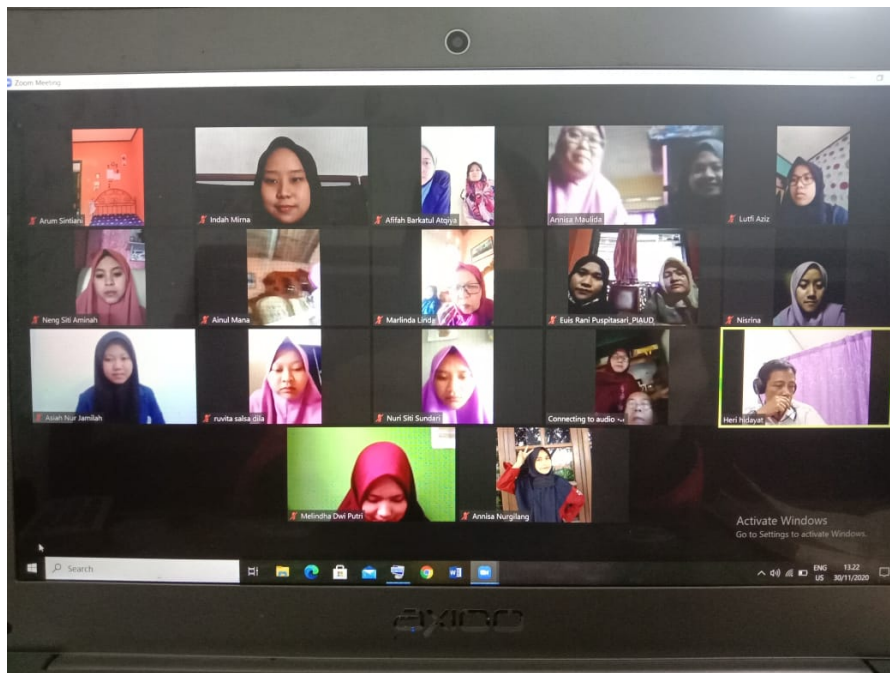 Zoom Meeting
Arum Sintiani
Indah Mirna
Afifah Barkatul Atqiya
Annisa Maulida
Lutfi Aziz
Neng Siti Aminah
Ainul Mana
Marlinda Linda
Euis Rani Puspitasari_PIAUD
Nisrina
Asiah Nur Jamilah
ruvita salsa dila
Nuri Siti Sundari
Connecting to audio
Heri hidayat
Melindha Dwi Putri
Annisa Nurgilang
Activate Windows
Go to Settings to activate Windows.
Search
ENG 13.22
US 30/11/2020
AXIOO